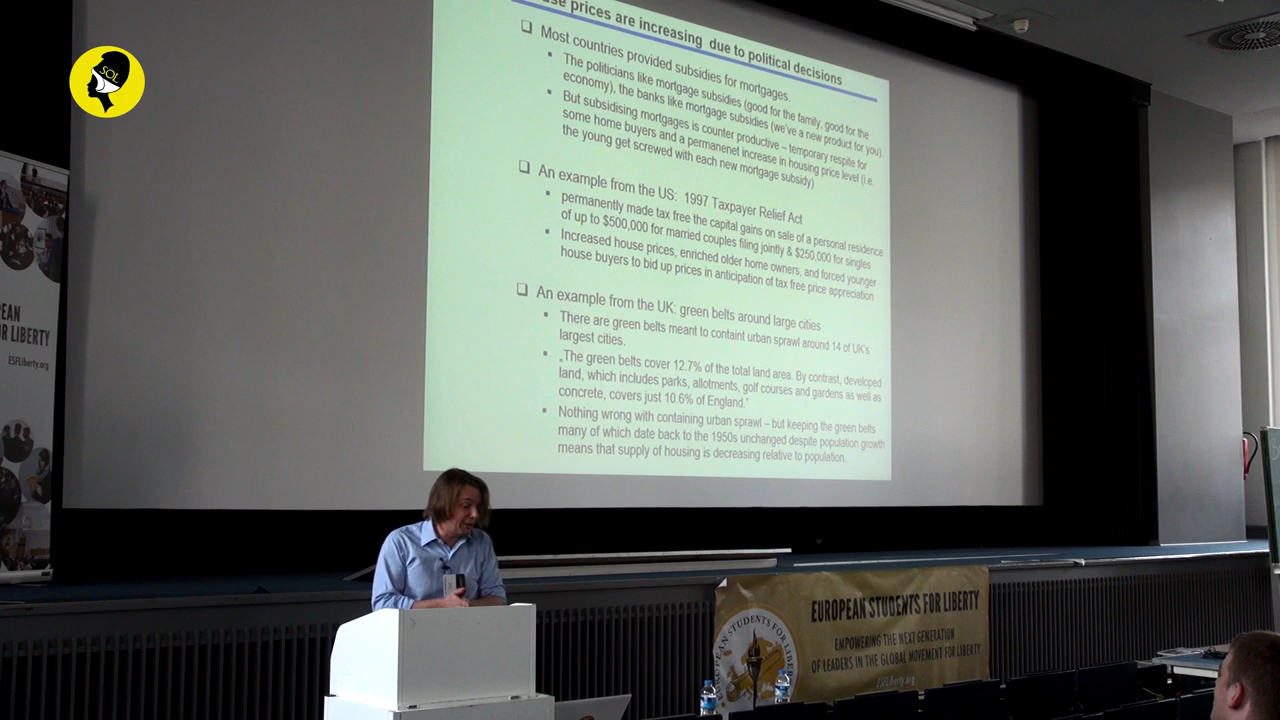 SOL
use prices are increasing due to political decisions
❑ Most countries provided subsidies for mortgages.
▪ The politicians like mortgage subsidies (good for the family, good for the
economy), the banks like mortgage subsidies (we've a new product for you).
▪ But subsidising mortgages is counter productive – temporary respite for
some home buyers and a permanenet increase in housing price level (i.e.
the young get screwed with each new mortgage subsidy)
❑ An example from the US: 1997 Taxpayer Relief Act
▪ permanently made tax free the capital gains on sale of a personal residence
of up to $500,000 for married couples filing jointly & $250,000 for singles
▪ Increased house prices, enriched older home owners, and forced younger
house buyers to bid up prices in anticipation of tax free price appreciation
❑ An example from the UK: green belts around large cities
▪ There are green belts meant to containt urban sprawl around 14 of UK's
largest cities.
▪ „The green belts cover 12.7% of the total land area. By contrast, developed
land, which includes parks, allotments, golf courses and gardens as well as
concrete, covers just 10.6% of England."
▪ Nothing wrong with containing urban sprawl – but keeping the green belts
many of which date back to the 1950s unchanged despite population growth
means that supply of housing is decreasing relative to population.
PEAN
OR LIBERTY
ESFLiberty.org
EUROPEAN STUDENTS FOR LIBERTY
EMPOWERING THE NEXT GENERATION
OF LEADERS IN THE GLOBAL MOVEMENT FOR LIBERTY
ESFLiberty.org
EUROPEAN STUDENTS FOR LIBE